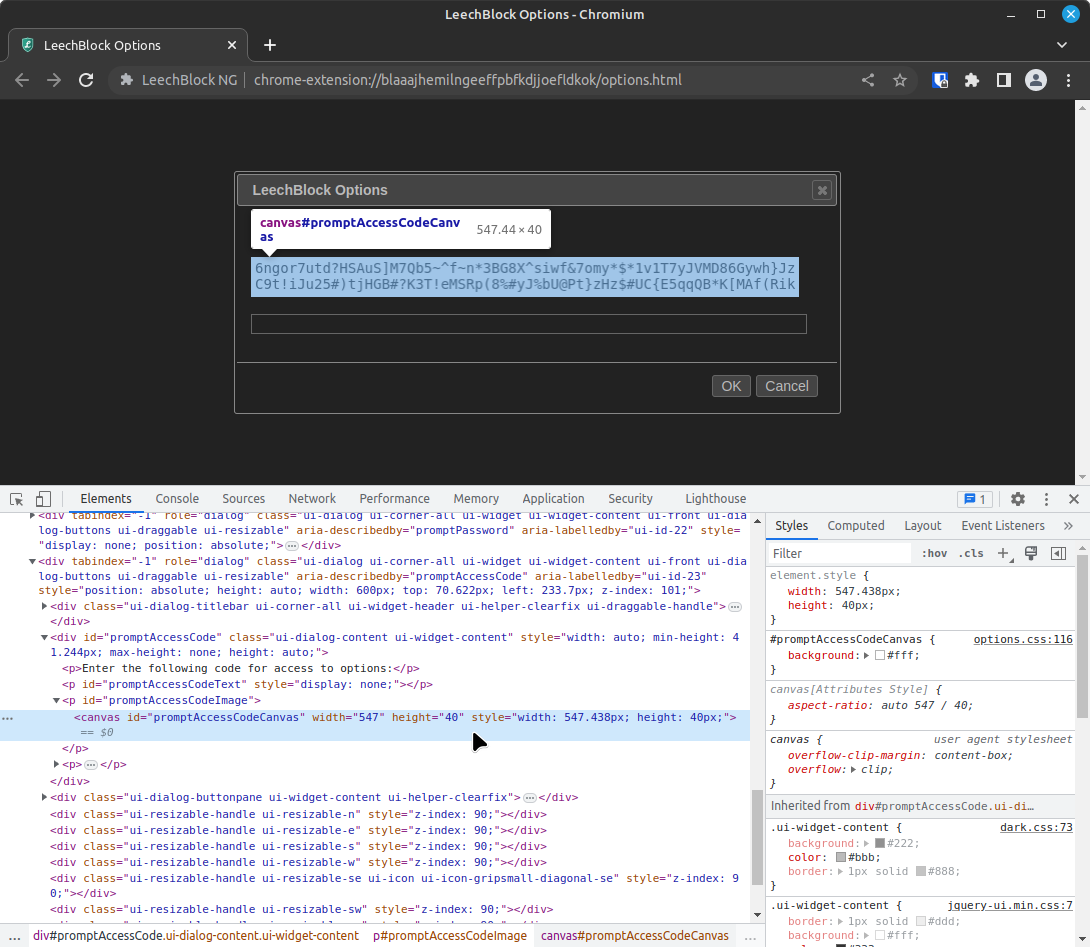 LeechBlock Options - Chromium
LeechBlock Options
LeechBlock NG | chrome-extension://blaaajhemilngeeffpbfkdjjoefldkok/options.html
LeechBlock Options
canvas#promptAccessCodeCanv
as
547.44 × 40
6ngor7utd?HSAuS]M7Qb5~^f~n*3BG8X^siwf&7omy*$*1v1T7yJVMD86Gywh}Jz
C9t!iJu25#)tjHGB#?K3T!eMSRp(8%#yJ%bU@Pt}zHz$#UC{E5qqQB*K[MAf(Rik
OK Cancel
Elements Console Sources Network Performance Memory Application Security Lighthouse
1
<div tabindex="-1" role="dialog" class="ui-dialog ui-corner-all ui-widget ui-widget-content ui-front ui-dia
log-buttons ui-draggable ui-resizable" aria-describedby="promptPassword" aria-labelledby="ui-id-22" style=
"display: none; position: absolute;">…</div>
<div tabindex="-1" role="dialog" class="ui-dialog ui-corner-all ui-widget ui-widget-content ui-front ui-dia
log-buttons ui-draggable ui-resizable" aria-describedby="promptAccessCode" aria-labelledby="ui-id-23"
style="position: absolute; height: auto; width: 600px; top: 70.622px; left: 233.7px; z-index: 101;">
<div class="ui-dialog-titlebar ui-corner-all ui-widget-header ui-helper-clearfix ui-draggable-handle">…
</div>
<div id="promptAccessCode" class="ui-dialog-content ui-widget-content" style="width: auto; min-height: 4
1.244px; max-height: none; height: auto;">
<p>Enter the following code for access to options:</p>
<p id="promptAccessCodeText" style="display: none;"></p>
<p id="promptAccessCodeImage">
… <canvas id="promptAccessCodeCanvas" width="547" height="40" style="width: 547.438px; height: 40px;">
== $0
</p>
<p>…</p>
</div>
<div class="ui-dialog-buttonpane ui-widget-content ui-helper-clearfix">…</div>
<div class="ui-resizable-handle ui-resizable-n" style="z-index: 90;"></div>
<div class="ui-resizable-handle ui-resizable-e" style="z-index: 90;"></div>
<div class="ui-resizable-handle ui-resizable-s" style="z-index: 90;"></div>
<div class="ui-resizable-handle ui-resizable-w" style="z-index: 90;"></div>
<div class="ui-resizable-handle ui-resizable-se ui-icon ui-icon-gripsmall-diagonal-se" style="z-index: 9
0;"></div>
<div class="ui-resizable-handle ui-resizable-sw" style="z-index: 90;"></div>
… div#promptAccessCode.ui-dialog-content.ui-widget-content p#promptAccessCodeImage canvas#promptAccessCodeCanvas …
Styles Computed Layout Event Listeners »
Filter :hov .cls +
element.style {
width: 547.438px;
height: 40px;
}
#promptAccessCodeCanvas { options.css:116
background: #fff;
}
canvas[Attributes Style] {
aspect-ratio: auto 547 / 40;
}
canvas { user agent stylesheet
overflow-clip-margin: content-box;
overflow: clip;
}
Inherited from div#promptAccessCode.ui-di…
.ui-widget-content { dark.css:73
background: #222;
color: #bbb;
border: 1px solid #888;
}
.ui-widget-content { jquery-ui.min.css:7
border: 1px solid #ddd;
background: #fff;